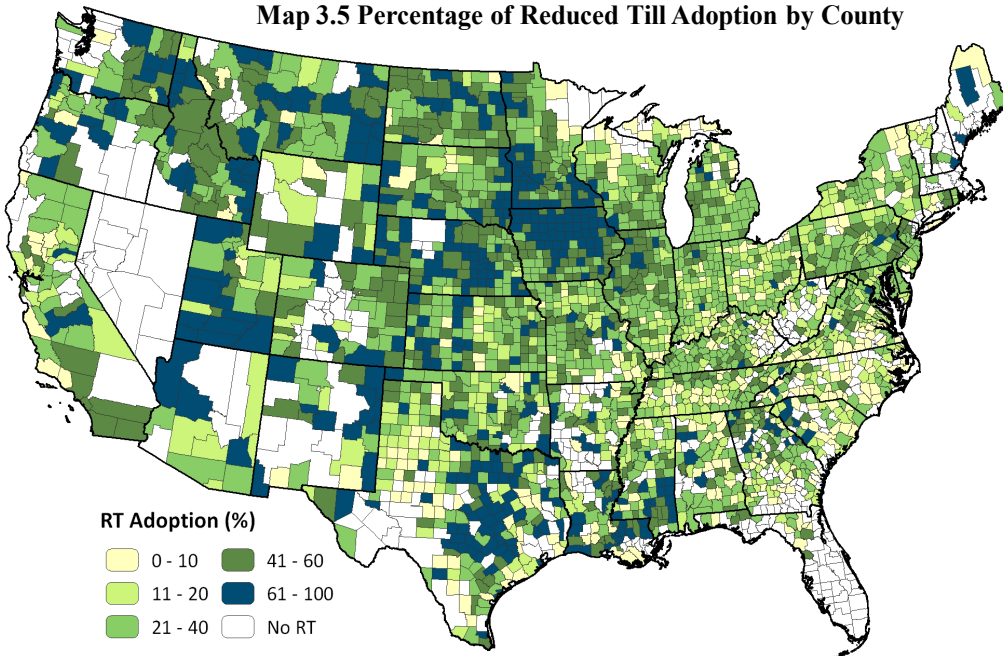 Map 3.5 Percentage of Reduced Till Adoption by County
RT Adoption (%)
0 - 10
11 - 20
21 - 40
41 - 60
61 - 100
No RT